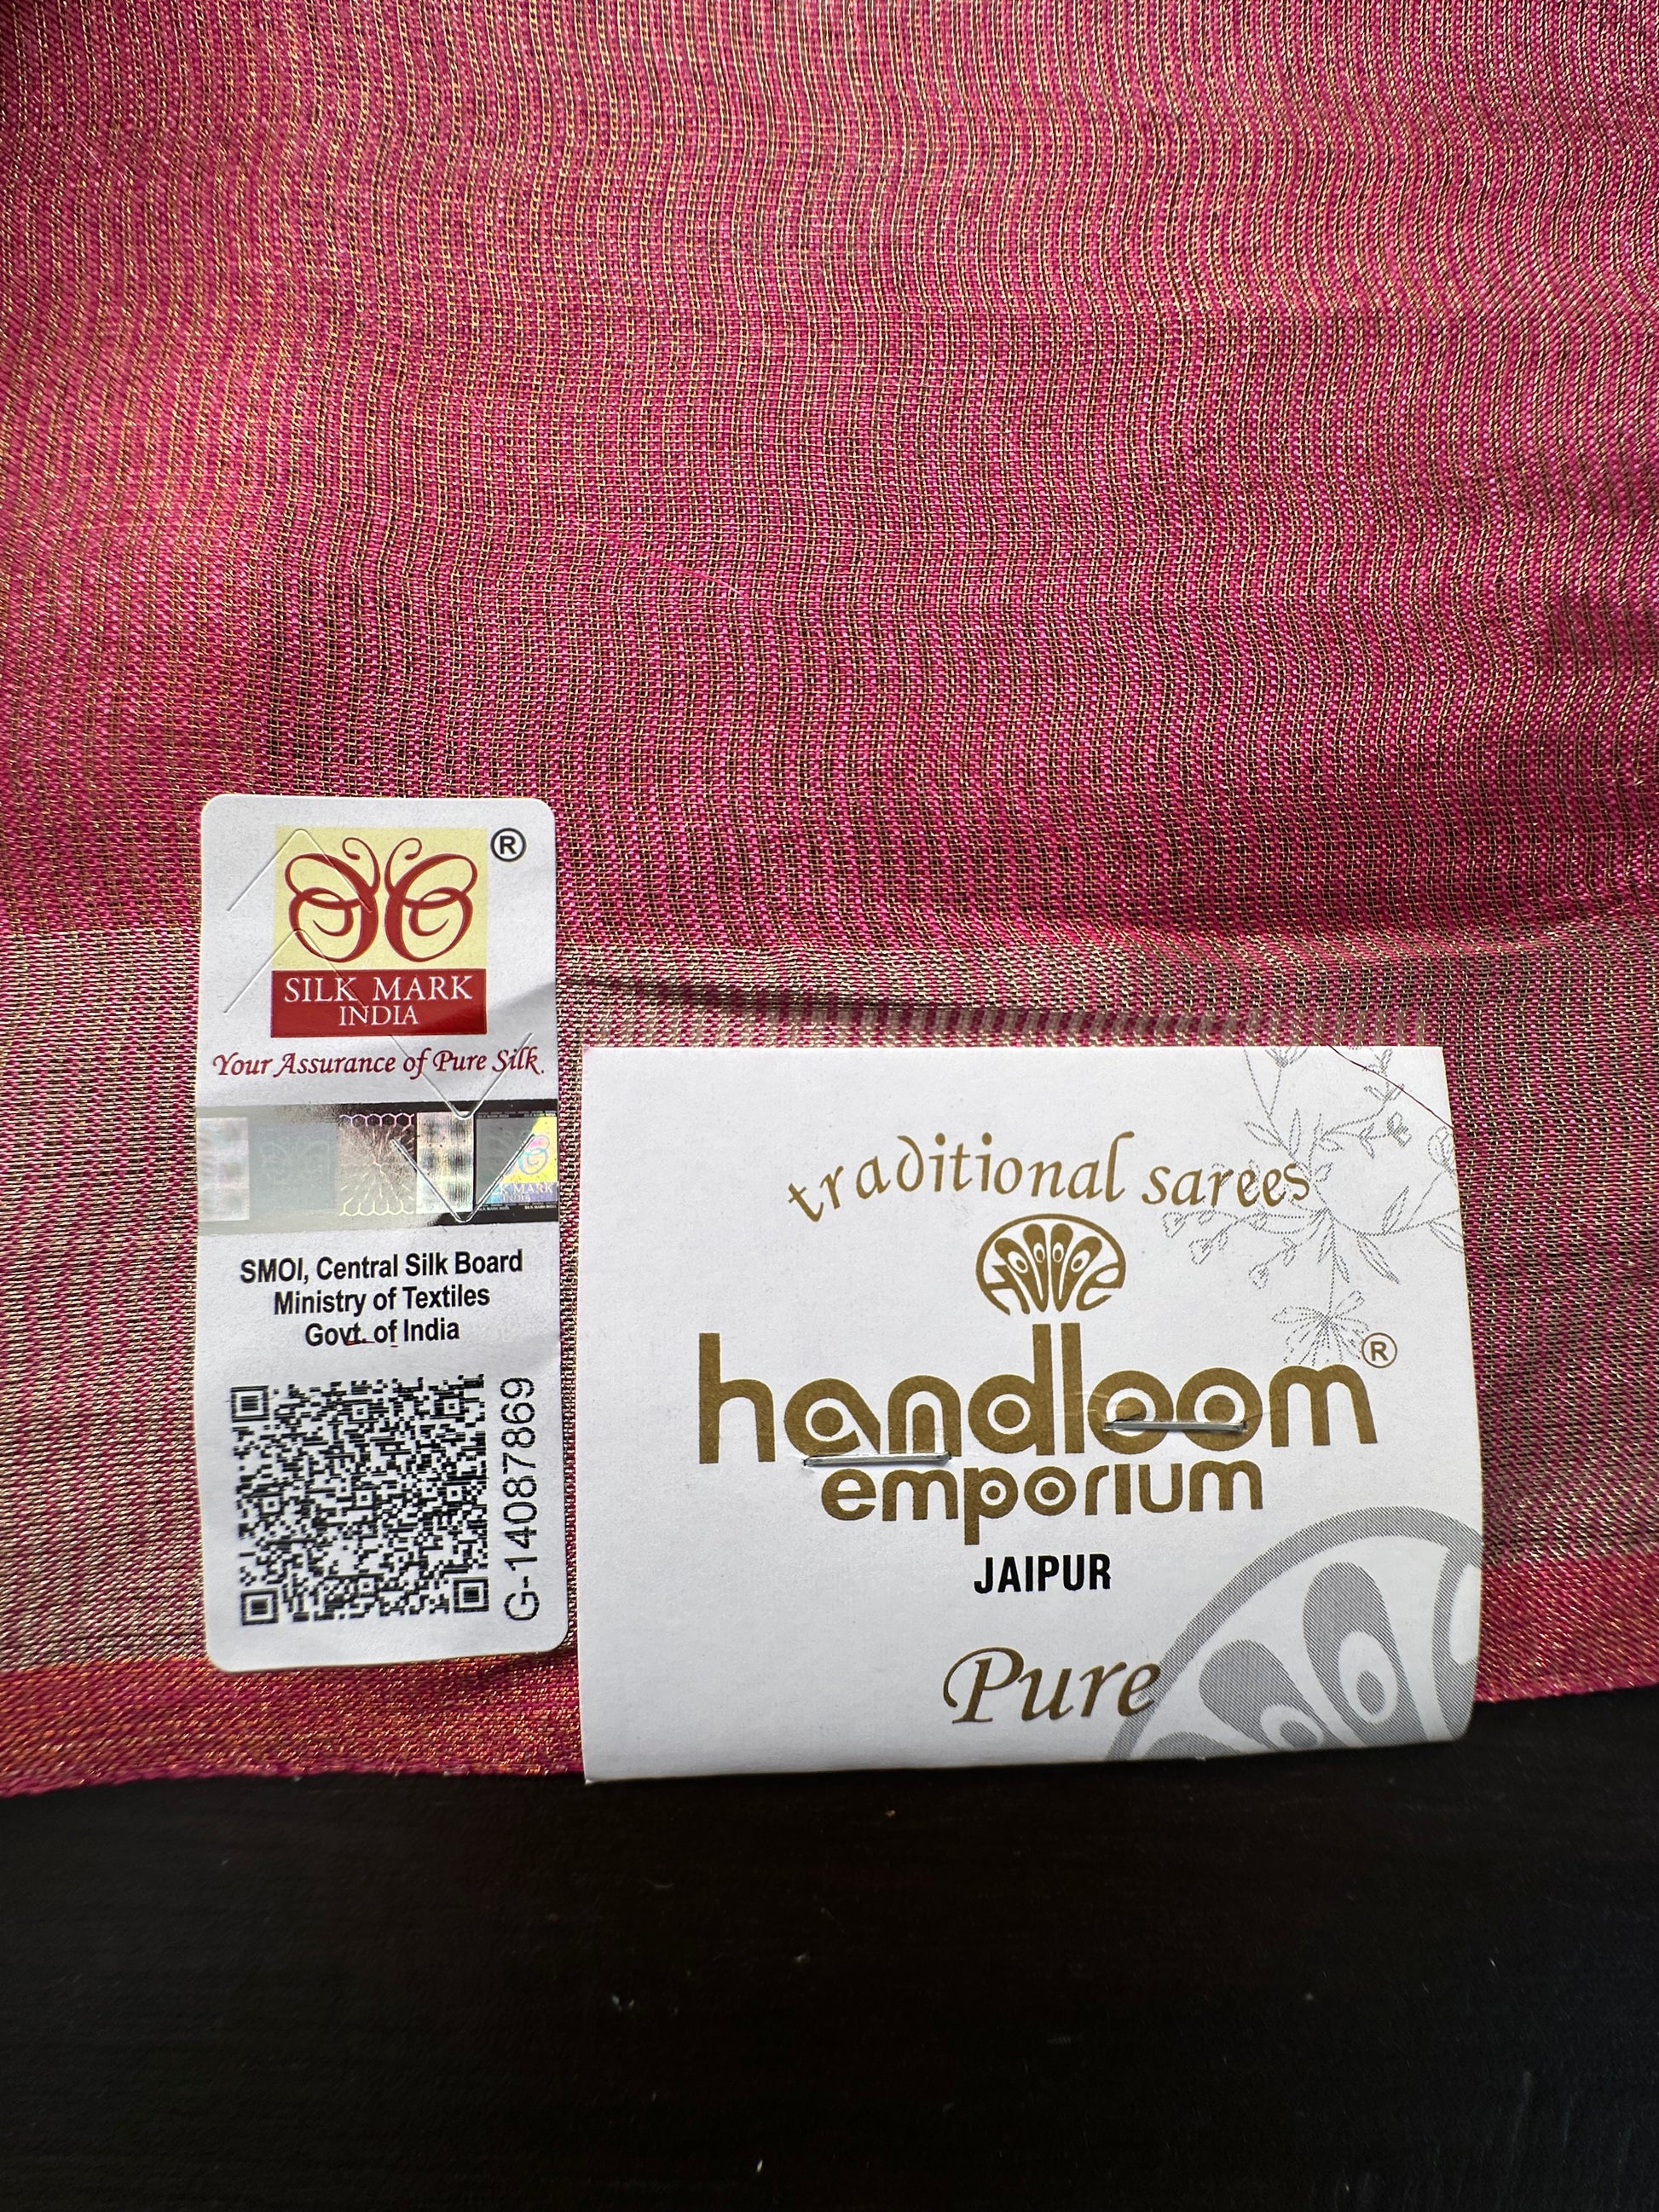 ®
SILK MARK
INDIA
Your Assurance of Pure Silk.
SMOI, Central Silk Board
Ministry of Textiles
Govt. of India
G-14087869
traditional sarees
handloom®
emporium
JAIPUR
Pure